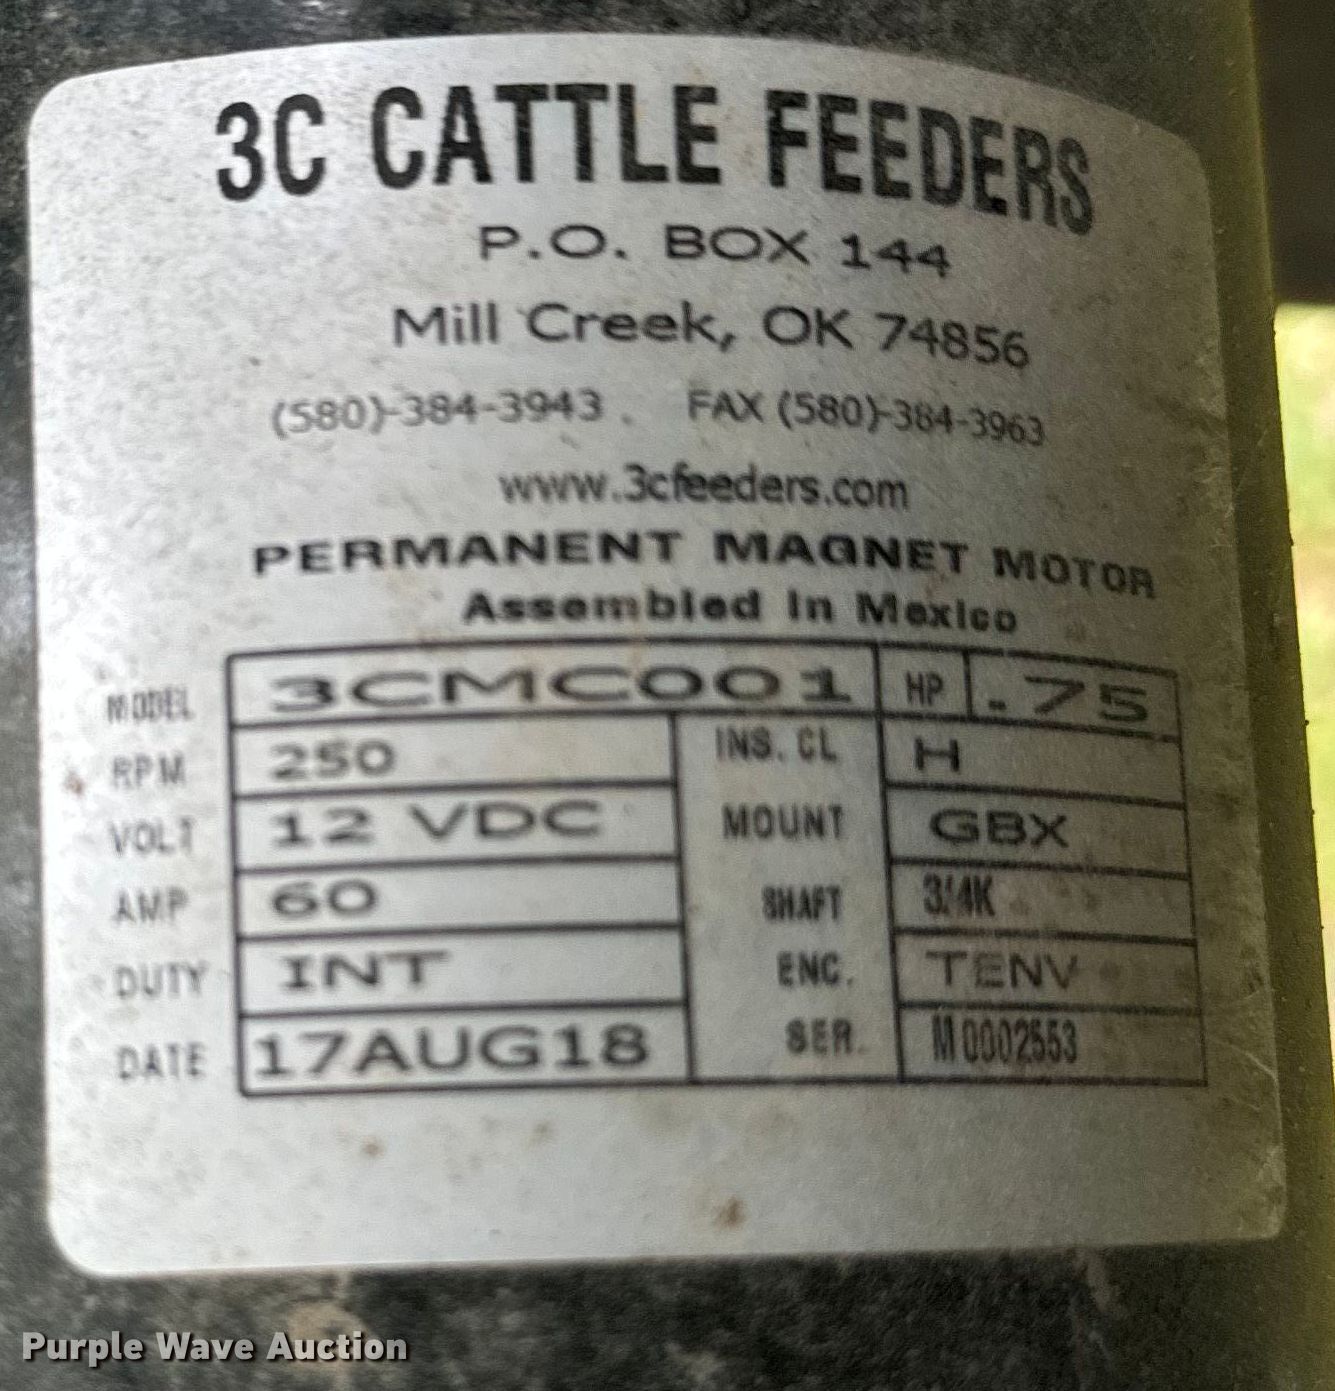 3C CATTLE FEEDERS
P.O. BOX 144
Mill Creek, OK 74856
(580)-384-3943 . FAX (580)-384-3963
www.3cfeeders.com
PERMANENT MAGNET MOTOR
Assembled in Mexico
MODEL 3CMC001 HP .75
RPM 250 INS. CL H
VOLT 12 VDC MOUNT GBX
AMP 60 SHAFT 3/4K
DUTY INT ENC. TENV
DATE 17AUG18 SER. M0002553
Purple Wave Auction